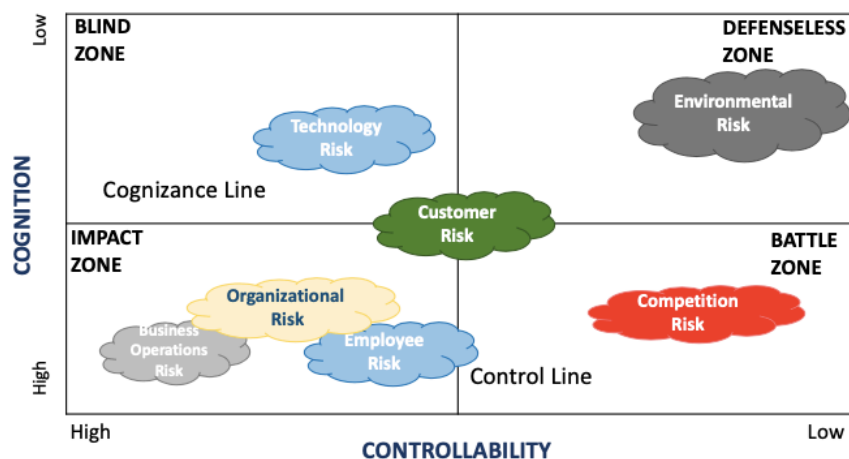 Low
BLIND
ZONE
DEFENSELESS
ZONE
Technology
Risk
Environmental
Risk
Cognizance Line
COGNITION
Customer
Risk
IMPACT
ZONE
BATTLE
ZONE
Organizational
Risk
Competition
Risk
Business
Operations
Risk
Employee
Risk
Control Line
High
High
Low
CONTROLLABILITY